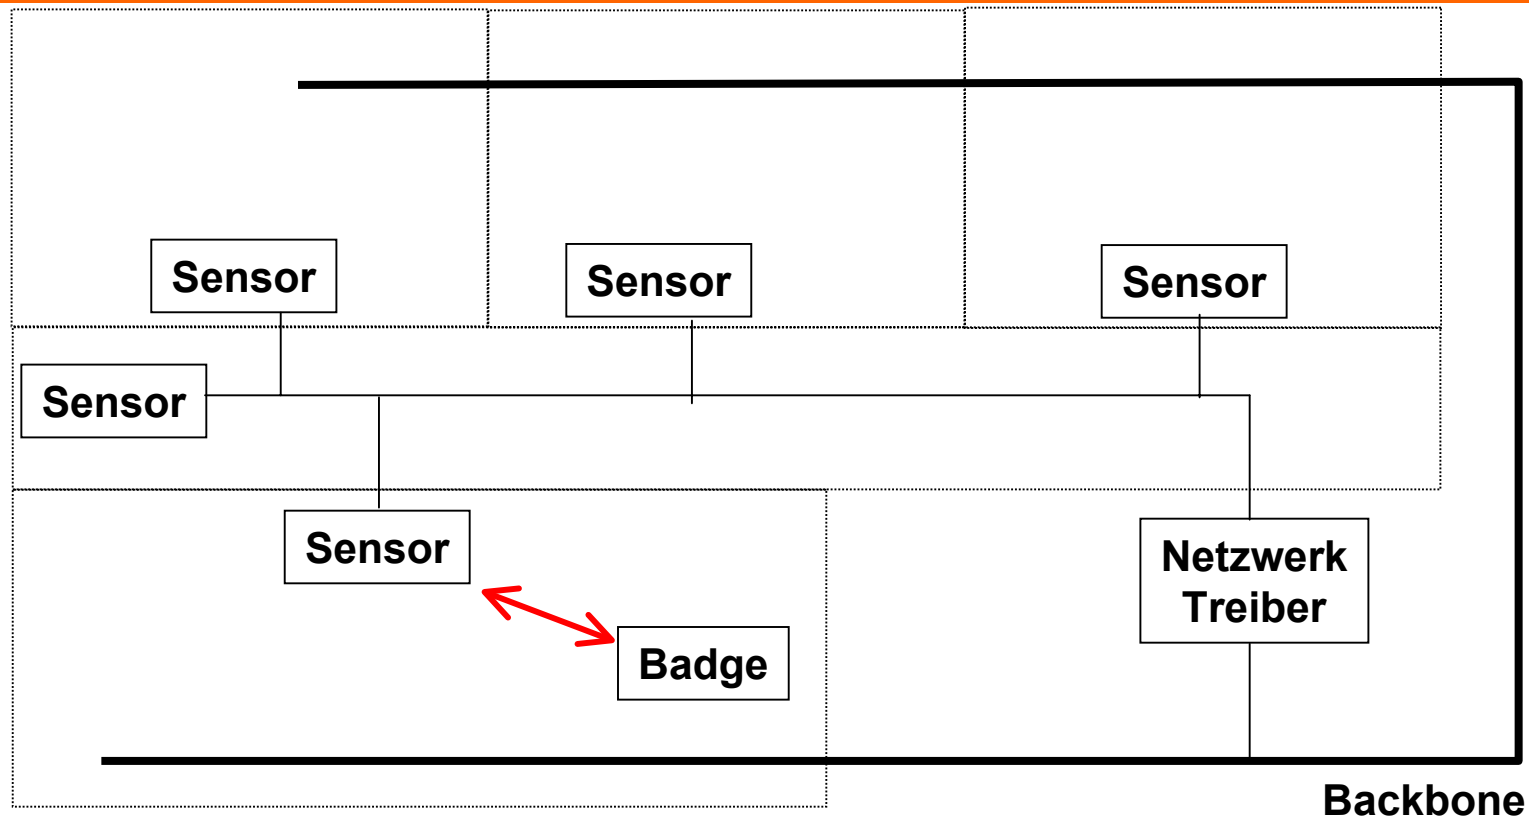 Sensor
Sensor
Sensor
Sensor
Sensor
Netzwerk
Treiber
Badge
Backbone